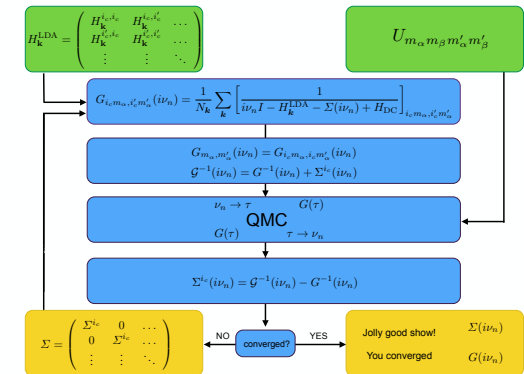 H_k^LDA = ( H_k^{i_c,i_c} H_k^{i_c,i'_c} … ; H_k^{i'_c,i_c} H_k^{i'_c,i'_c} … ; ⋮ ⋮ ⋱ )
U_{m_α m_β m'_α m'_β}
G_{i_c m_α, i'_c m'_α}(iν_n) = 1/N_k Σ_k [ 1 / (iν_n I − H_k^LDA − Σ(iν_n) + H_DC) ]_{i_c m_α, i'_c m'_α}
G_{m_α,m'_α}(iν_n) = G_{i_c m_α, i_c m'_α}(iν_n)
𝒢^{-1}(iν_n) = G^{-1}(iν_n) + Σ^{i_c}(iν_n)
ν_n → τ G(τ)
QMC
G(τ) τ → ν_n
Σ^{i_c}(iν_n) = 𝒢^{-1}(iν_n) − G^{-1}(iν_n)
Σ = ( Σ^{i_c} 0 … ; 0 Σ^{i_c} … ; ⋮ ⋮ ⋱ )
NO
converged?
YES
Jolly good show! Σ(iν_n)
You converged G(iν_n)